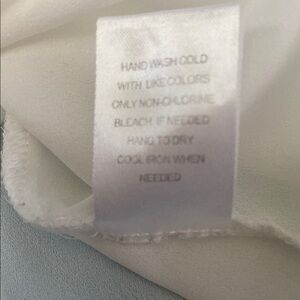 HAND WASH COLD
WITH LIKE COLORS
ONLY NON-CHLORINE
BLEACH IF NEEDED
HANG TO DRY
COOL IRON WHEN
NEEDED